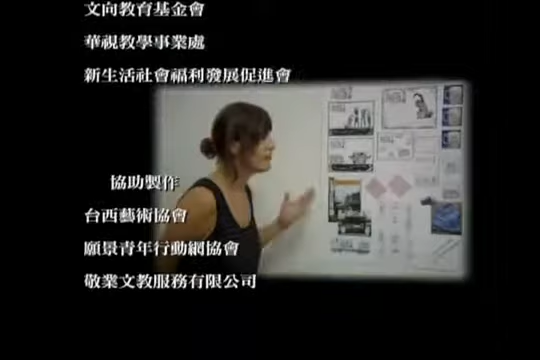 文向教育基金會
華視教學事業處
新生活社會福利發展促進會
協助製作
台西藝術協會
願景青年行動網協會
敬業文教服務有限公司